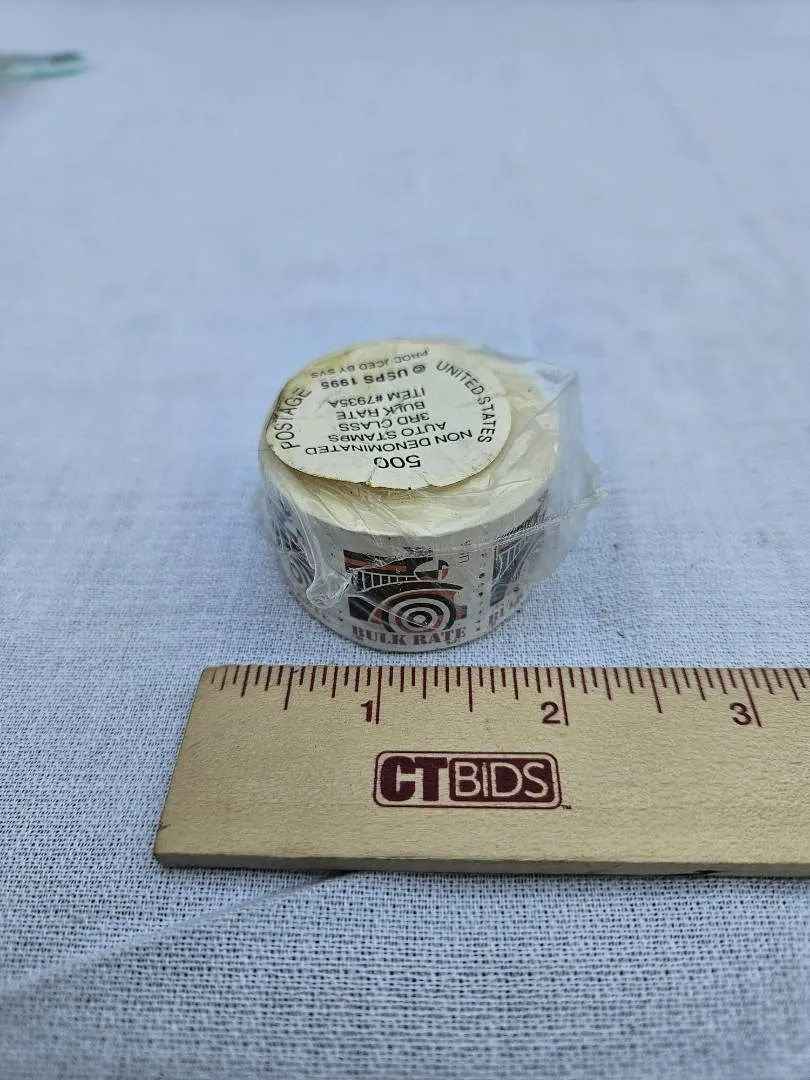 500
NON DENOMINATED
AUTO STAMPS
3RD CLASS
BULK RATE
ITEM #7935A
© USPS 1995
PRODUCED BY SVS
UNITED STATES
POSTAGE
BULK RATE
1
2
3
CTBIDS